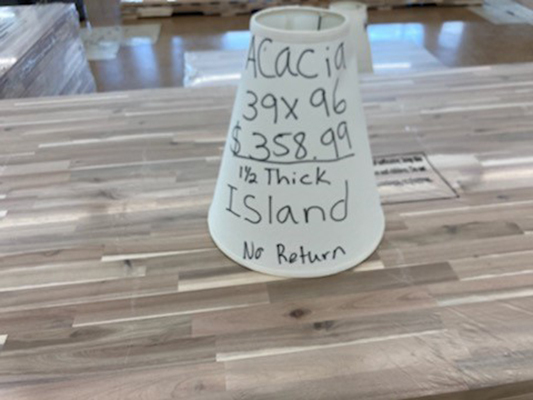 Acacia
39x96
$.358.99
1½ Thick
Island
No Return